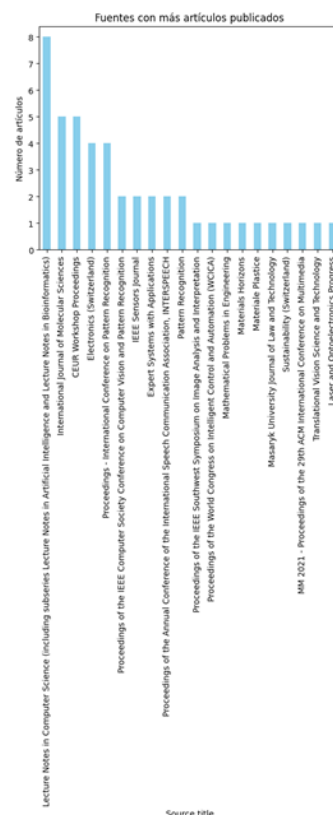 Fuentes con más artículos publicados
Número de artículos
8
7
6
5
4
3
2
1
0
Lecture Notes in Computer Science (including subseries Lecture Notes in Artificial Intelligence and Lecture Notes in Bioinformatics)
International Journal of Molecular Sciences
CEUR Workshop Proceedings
Electronics (Switzerland)
Proceedings - International Conference on Pattern Recognition
Proceedings of the IEEE Computer Society Conference on Computer Vision and Pattern Recognition
IEEE Sensors Journal
Expert Systems with Applications
Proceedings of the Annual Conference of the International Speech Communication Association, INTERSPEECH
Pattern Recognition
Proceedings of the IEEE Southwest Symposium on Image Analysis and Interpretation
Proceedings of the World Congress on Intelligent Control and Automation (WCICA)
Mathematical Problems in Engineering
Materials Horizons
Materiale Plastice
Masaryk University Journal of Law and Technology
Sustainability (Switzerland)
MM 2021 - Proceedings of the 29th ACM International Conference on Multimedia
Translational Vision Science and Technology
Laser and Optoelectronics Progress
Source title